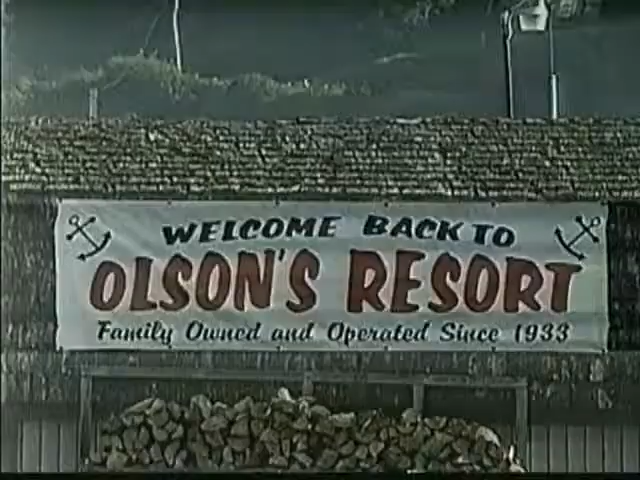 WELCOME BACK TO
OLSON'S RESORT
Family Owned and Operated Since 1933